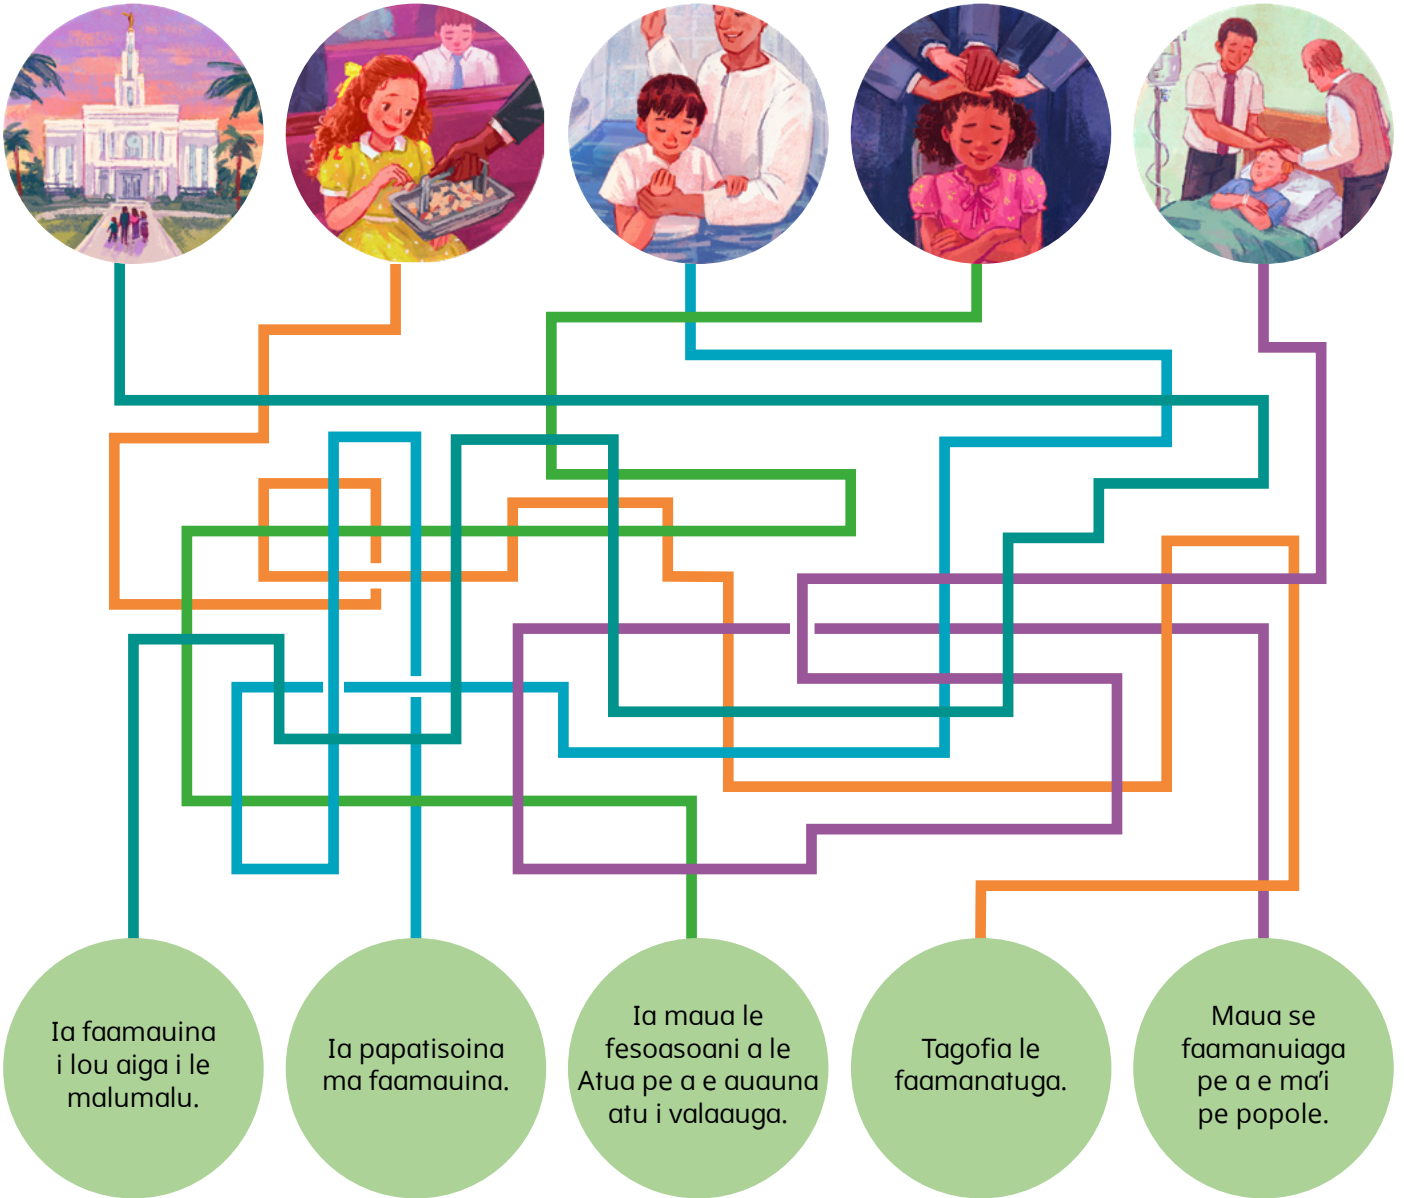 Ia faamauina
i lou aiga i le
malumalu.
Ia papatisoina
ma faamauina.
Ia maua le
fesoasoani a le
Atua pe a e auauna
atu i valaauga.
Tagofia le
faamanatuga.
Maua se
faamanuiaga
pe a e ma’i
pe popole.